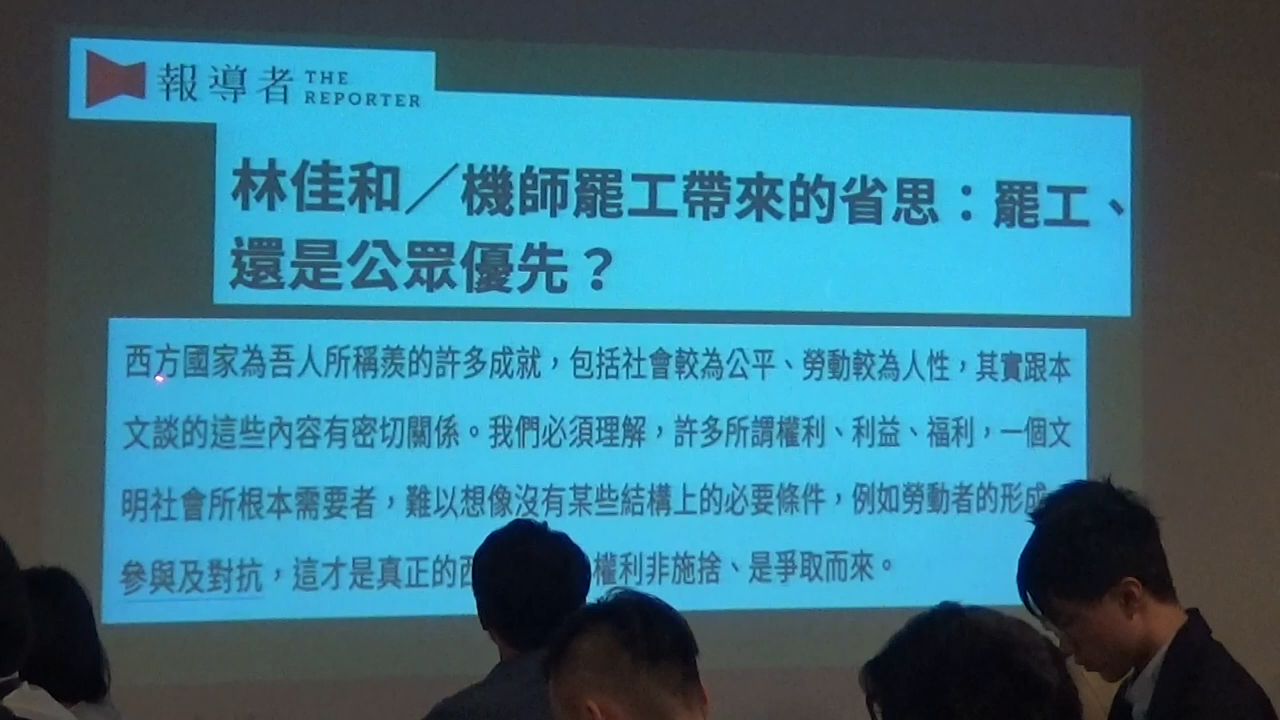 報導者 THE
REPORTER
林佳和／機師罷工帶來的省思：罷工、
還是公眾優先？
西方國家為吾人所稱羨的許多成就，包括社會較為公平、勞動較為人性，其實跟本
文談的這些內容有密切關係。我們必須理解，許多所謂權利、利益、福利，一個文
明社會所根本需要者，難以想像沒有某些結構上的必要條件，例如勞動者的形成
參與及對抗，這才是真正的西 權利非施捨、是爭取而來。